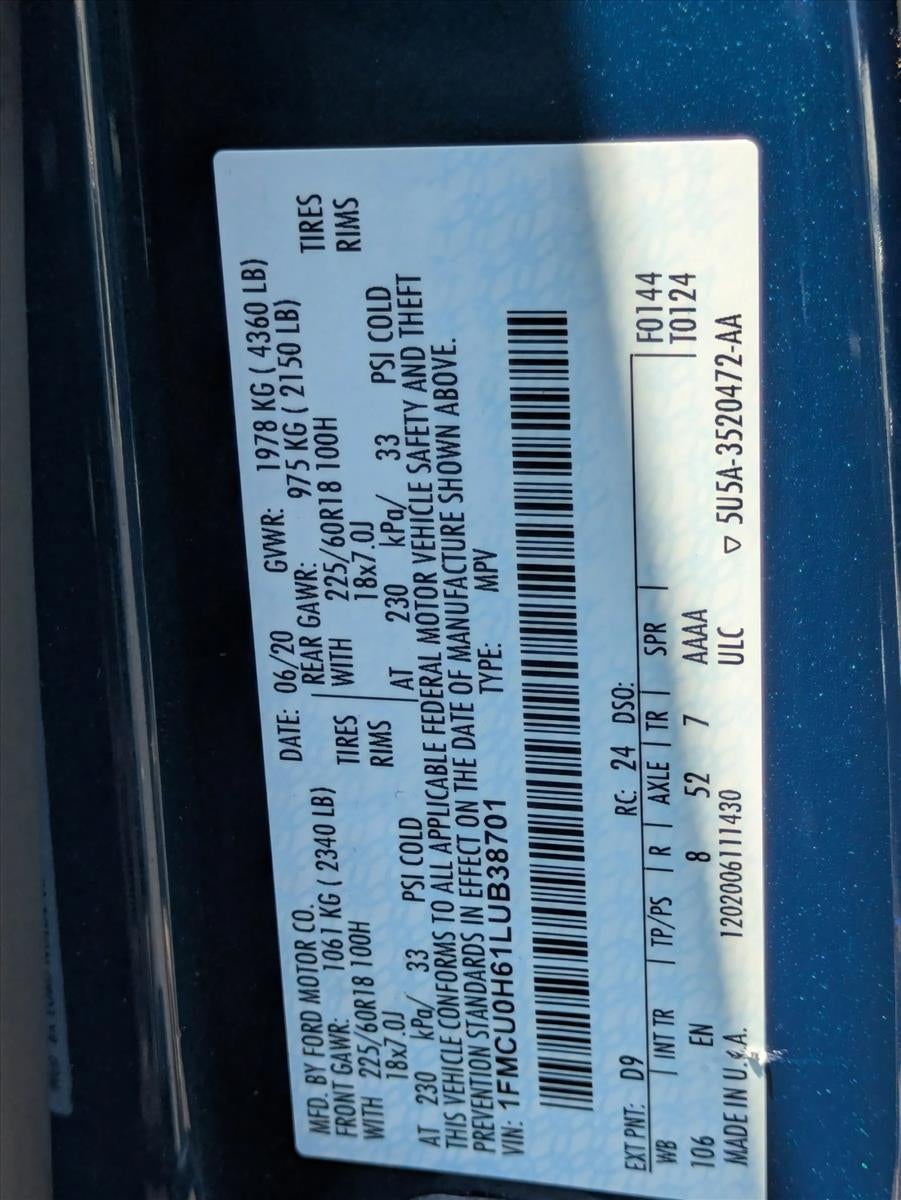 MFD. BY FORD MOTOR CO.
DATE: 06/20 GVWR: 1978 KG ( 4360 LB)
FRONT GAWR: 1061 KG ( 2340 LB)
REAR GAWR: 975 KG ( 2150 LB)
WITH 225/60R18 100H TIRES
WITH 225/60R18 100H TIRES
18x7.0J RIMS
18x7.0J RIMS
AT 230 kPa/ 33 PSI COLD
AT 230 kPa/ 33 PSI COLD
THIS VEHICLE CONFORMS TO ALL APPLICABLE FEDERAL MOTOR VEHICLE SAFETY AND THEFT
PREVENTION STANDARDS IN EFFECT ON THE DATE OF MANUFACTURE SHOWN ABOVE.
VIN: 1FMCU0H61LUB38701 TYPE: MPV
EXT PNT: D9 RC: 24 DSO:
WB INT TR TP/PS R AXLE TR SPR F0144
106 EN 8 52 7 AAAA T0124
MADE IN U.S.A. 12020061​11430 ULC ▽ 5U5A-3520472-AA